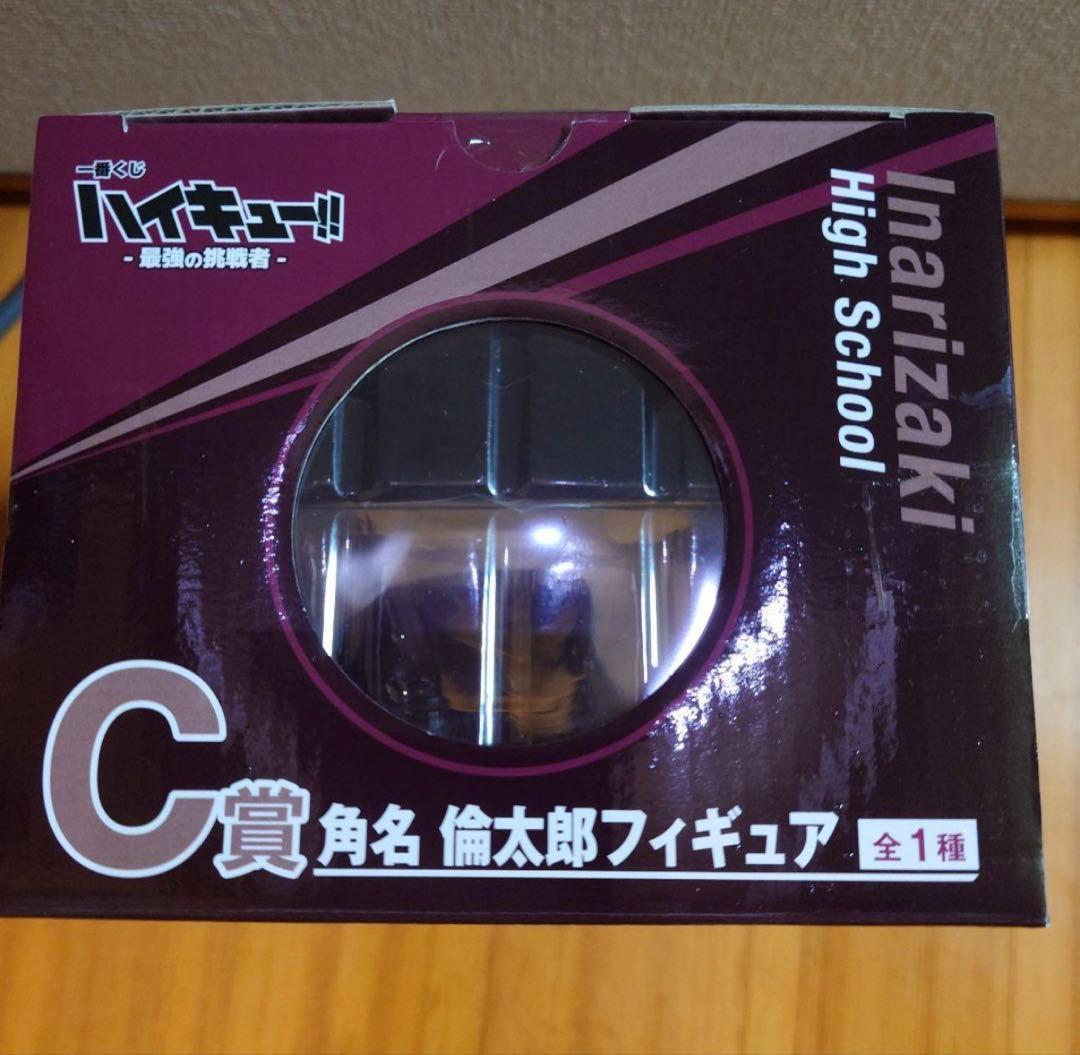 一番くじ
ハイキュー!!
- 最強の挑戦者 -
Inarizaki
High School
C賞 角名 倫太郎フィギュア 全1種